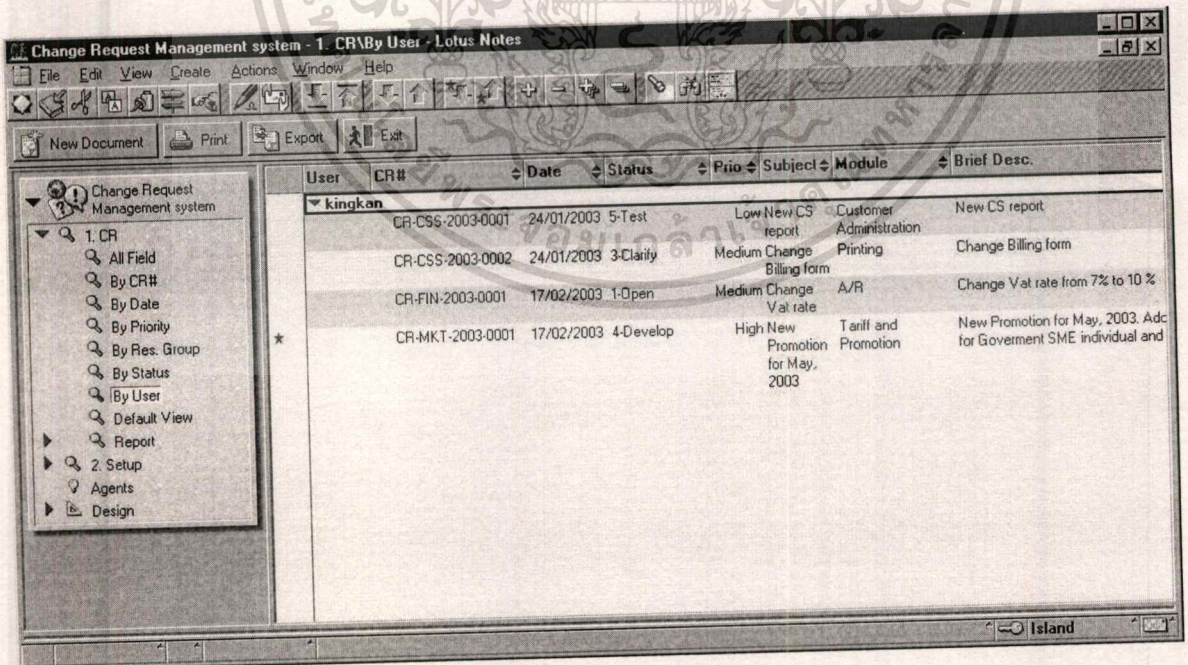 Change Request Management system - 1. CR\By User - Lotus Notes
File Edit View Create Actions Window Help
New Document Print Export Exit
Change Request
Management system
1. CR
All Field
By CR#
By Date
By Priority
By Res. Group
By Status
By User
Default View
Report
2. Setup
Agents
Design
User CR# Date Status Prio Subject Module Brief Desc.
kingkan
CR-CSS-2003-0001 24/01/2003 5-Test Low New CS Customer New CS report
report Administration
CR-CSS-2003-0002 24/01/2003 3-Clarify Medium Change Printing Change Billing form
Billing form
CR-FIN-2003-0001 17/02/2003 1-Open Medium Change A/R Change Vat rate from 7% to 10 %
Vat rate
CR-MKT-2003-0001 17/02/2003 4-Develop High New Tariff and New Promotion for May, 2003. Adc
Promotion Promotion for Goverment SME individual and
for May,
2003
Island